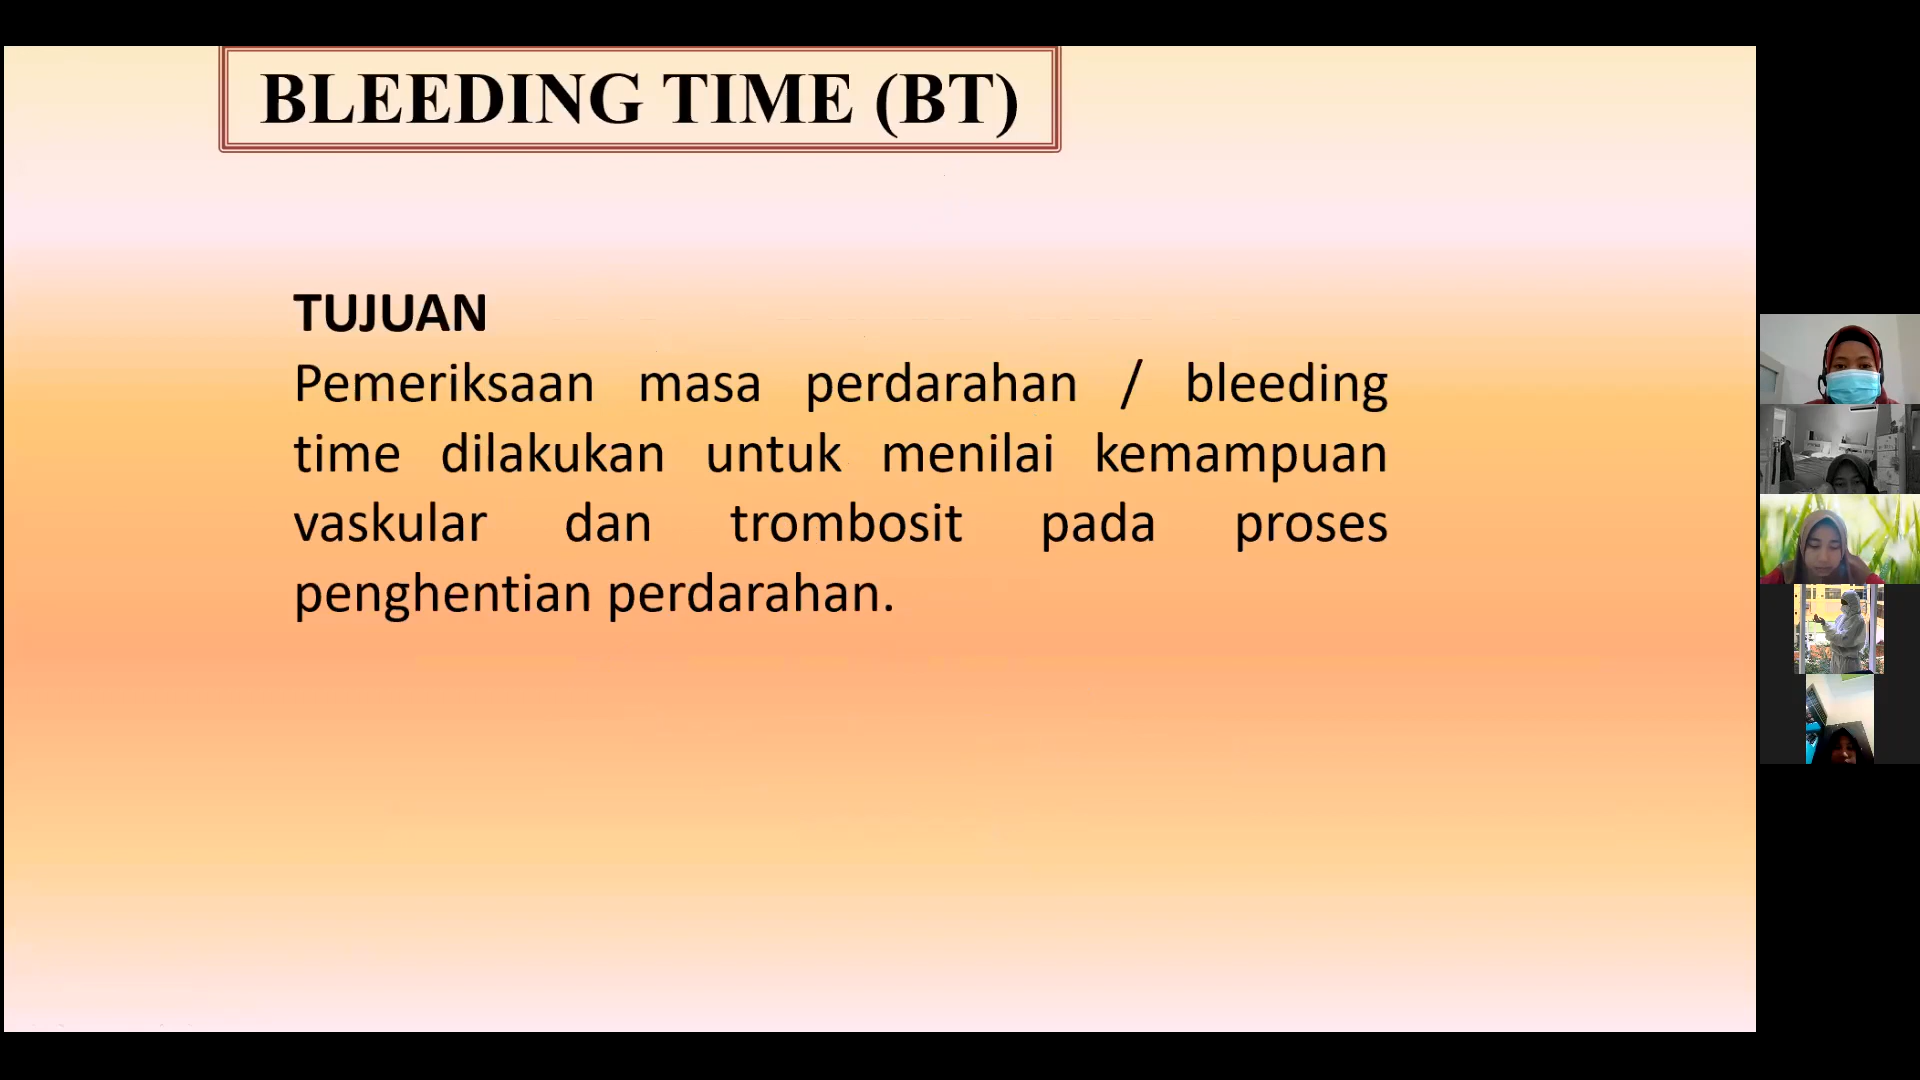 BLEEDING TIME (BT)
TUJUAN
Pemeriksaan masa perdarahan / bleeding
time dilakukan untuk menilai kemampuan
vaskular dan trombosit pada proses
penghentian perdarahan.